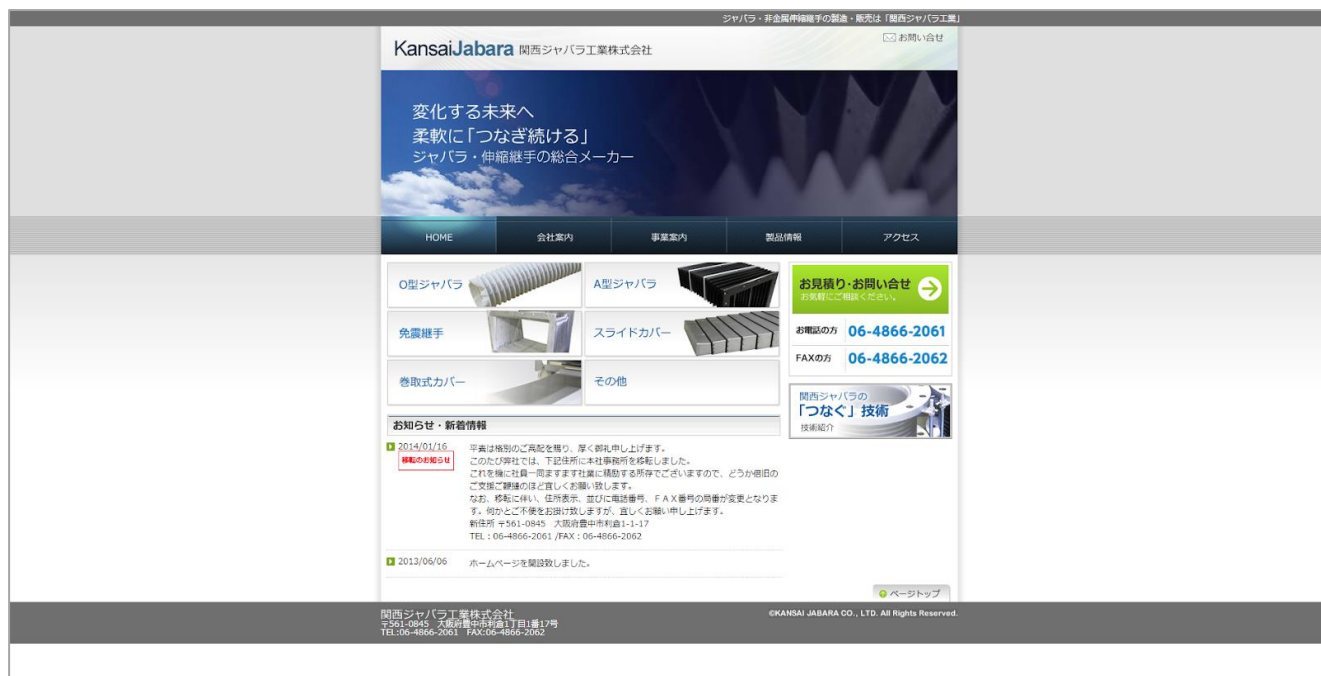 ジャバラ・非金属伸縮継手の製造・販売は「関西ジャバラ工業」
KansaiJabara 関西ジャバラ工業株式会社
お問い合せ
変化する未来へ
柔軟に「つなぎ続ける」
ジャバラ・伸縮継手の総合メーカー
HOME 会社案内 事業案内 製品情報 アクセス
O型ジャバラ
A型ジャバラ
免震継手
スライドカバー
巻取式カバー
その他
お見積り・お問い合せ
お気軽にご相談ください。
お電話の方 06-4866-2061
FAXの方 06-4866-2062
関西ジャバラの
「つなぐ」技術
技術紹介
お知らせ・新着情報
2014/01/16
移転のお知らせ
平素は格別のご高配を賜り、厚く御礼申し上げます。
このたび弊社では、下記住所に本社事務所を移転しました。
これを機に社員一同ますます社業に精励する所存でございますので、どうか倍旧の
ご支援ご鞭撻のほど宜しくお願い致します。
なお、移転に伴い、住所表示、並びに電話番号、ＦＡＸ番号の局番が変更となりま
す。何かとご不便をお掛け致しますが、宜しくお願い申し上げます。
新住所 〒561-0845 大阪府豊中市利倉1-1-17
TEL：06-4866-2061 /FAX：06-4866-2062
2013/06/06 ホームページを開設致しました。
ページトップ
関西ジャバラ工業株式会社
〒561-0845 大阪府豊中市利倉1丁目1番17号
TEL:06-4866-2061 FAX:06-4866-2062
©KANSAI JABARA CO., LTD. All Rights Reserved.